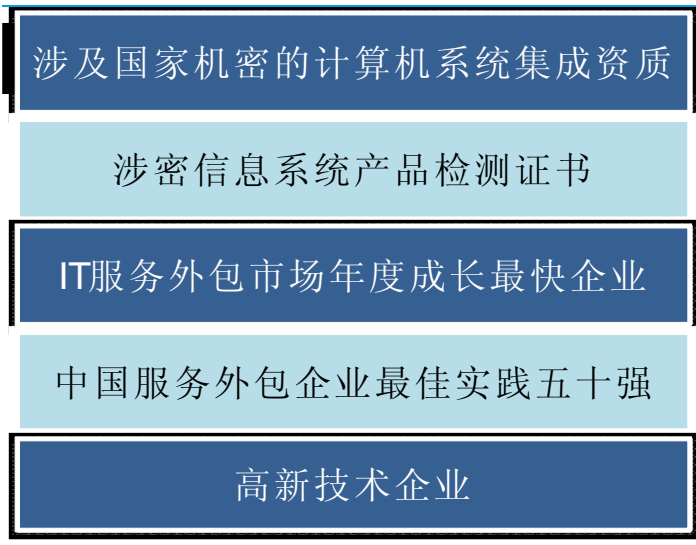 涉及国家机密的计算机系统集成资质
涉密信息系统产品检测证书
IT服务外包市场年度成长最快企业
中国服务外包企业最佳实践五十强
高新技术企业